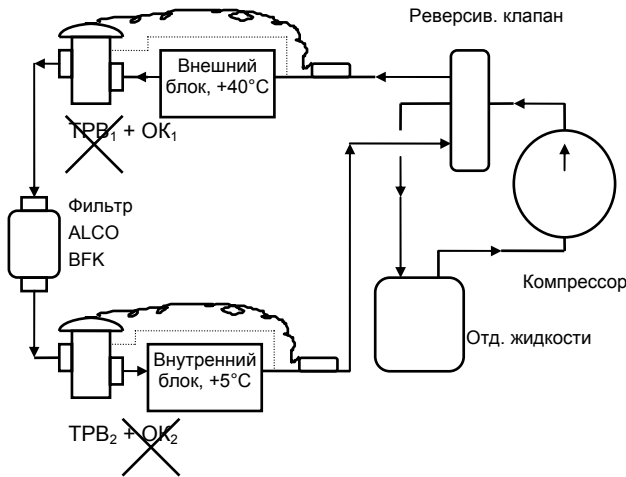 Реверсив. клапан
Внешний
блок, +40°C
ТРВ₁ + ОК₁
Фильтр
ALCO
BFK
Компрессор
Отд. жидкости
Внутренний
блок, +5°C
ТРВ₂ + ОК₂